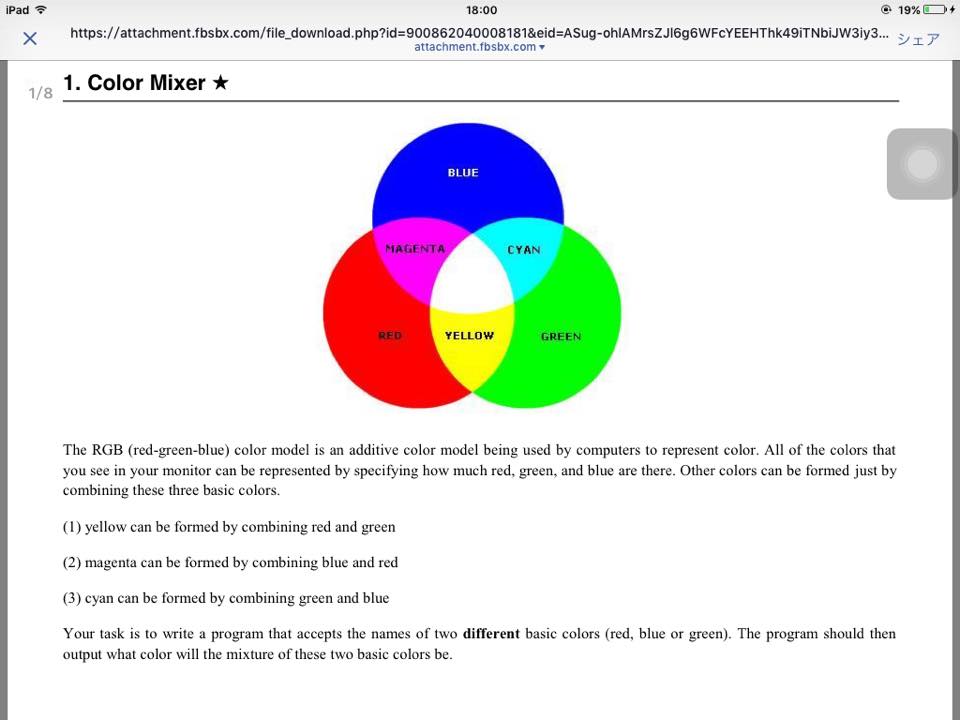 iPad 18:00 19%
https://attachment.fbsbx.com/file_download.php?id=900862040008181&eid=ASug-ohlAMrsZJl6g6WFcYEEHThk49iTNbiJW3iy3... シェア
attachment.fbsbx.com
1/8
1. Color Mixer ★
BLUE
MAGENTA CYAN
RED YELLOW GREEN
The RGB (red-green-blue) color model is an additive color model being used by computers to represent color. All of the colors that
you see in your monitor can be represented by specifying how much red, green, and blue are there. Other colors can be formed just by
combining these three basic colors.
(1) yellow can be formed by combining red and green
(2) magenta can be formed by combining blue and red
(3) cyan can be formed by combining green and blue
Your task is to write a program that accepts the names of two different basic colors (red, blue or green). The program should then
output what color will the mixture of these two basic colors be.